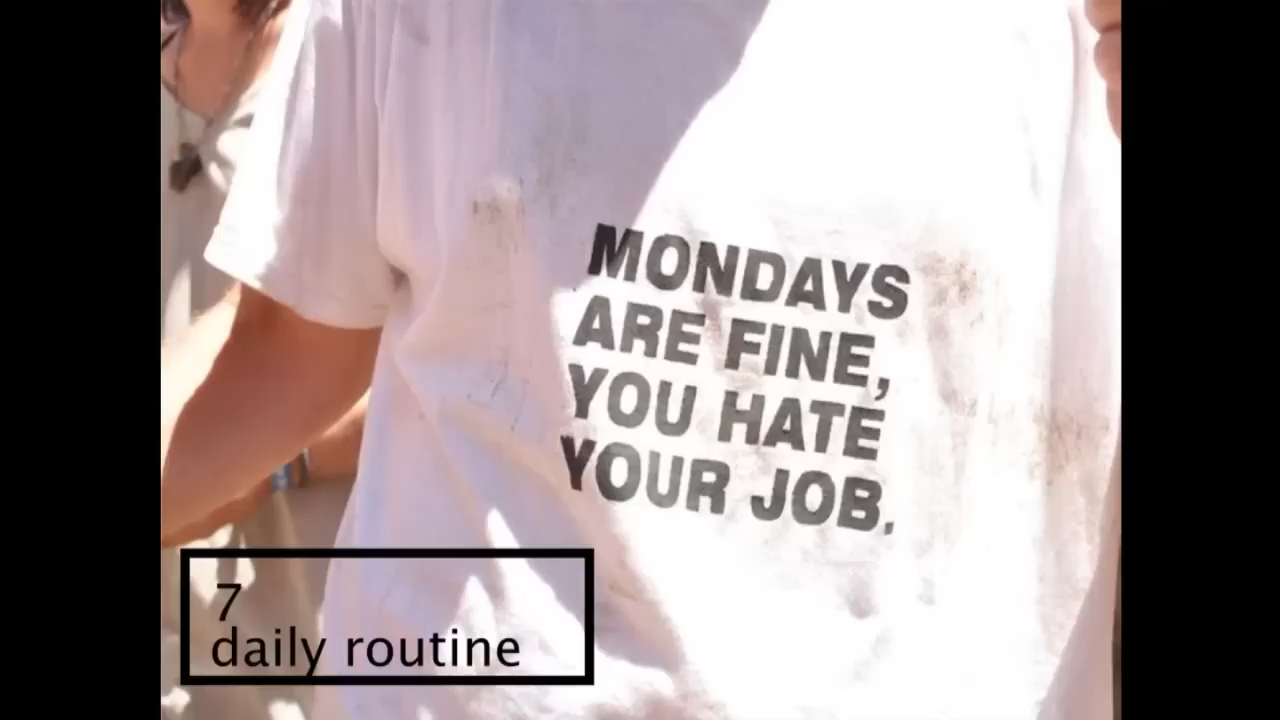 MONDAYS
ARE FINE,
YOU HATE
YOUR JOB.
7
daily routine